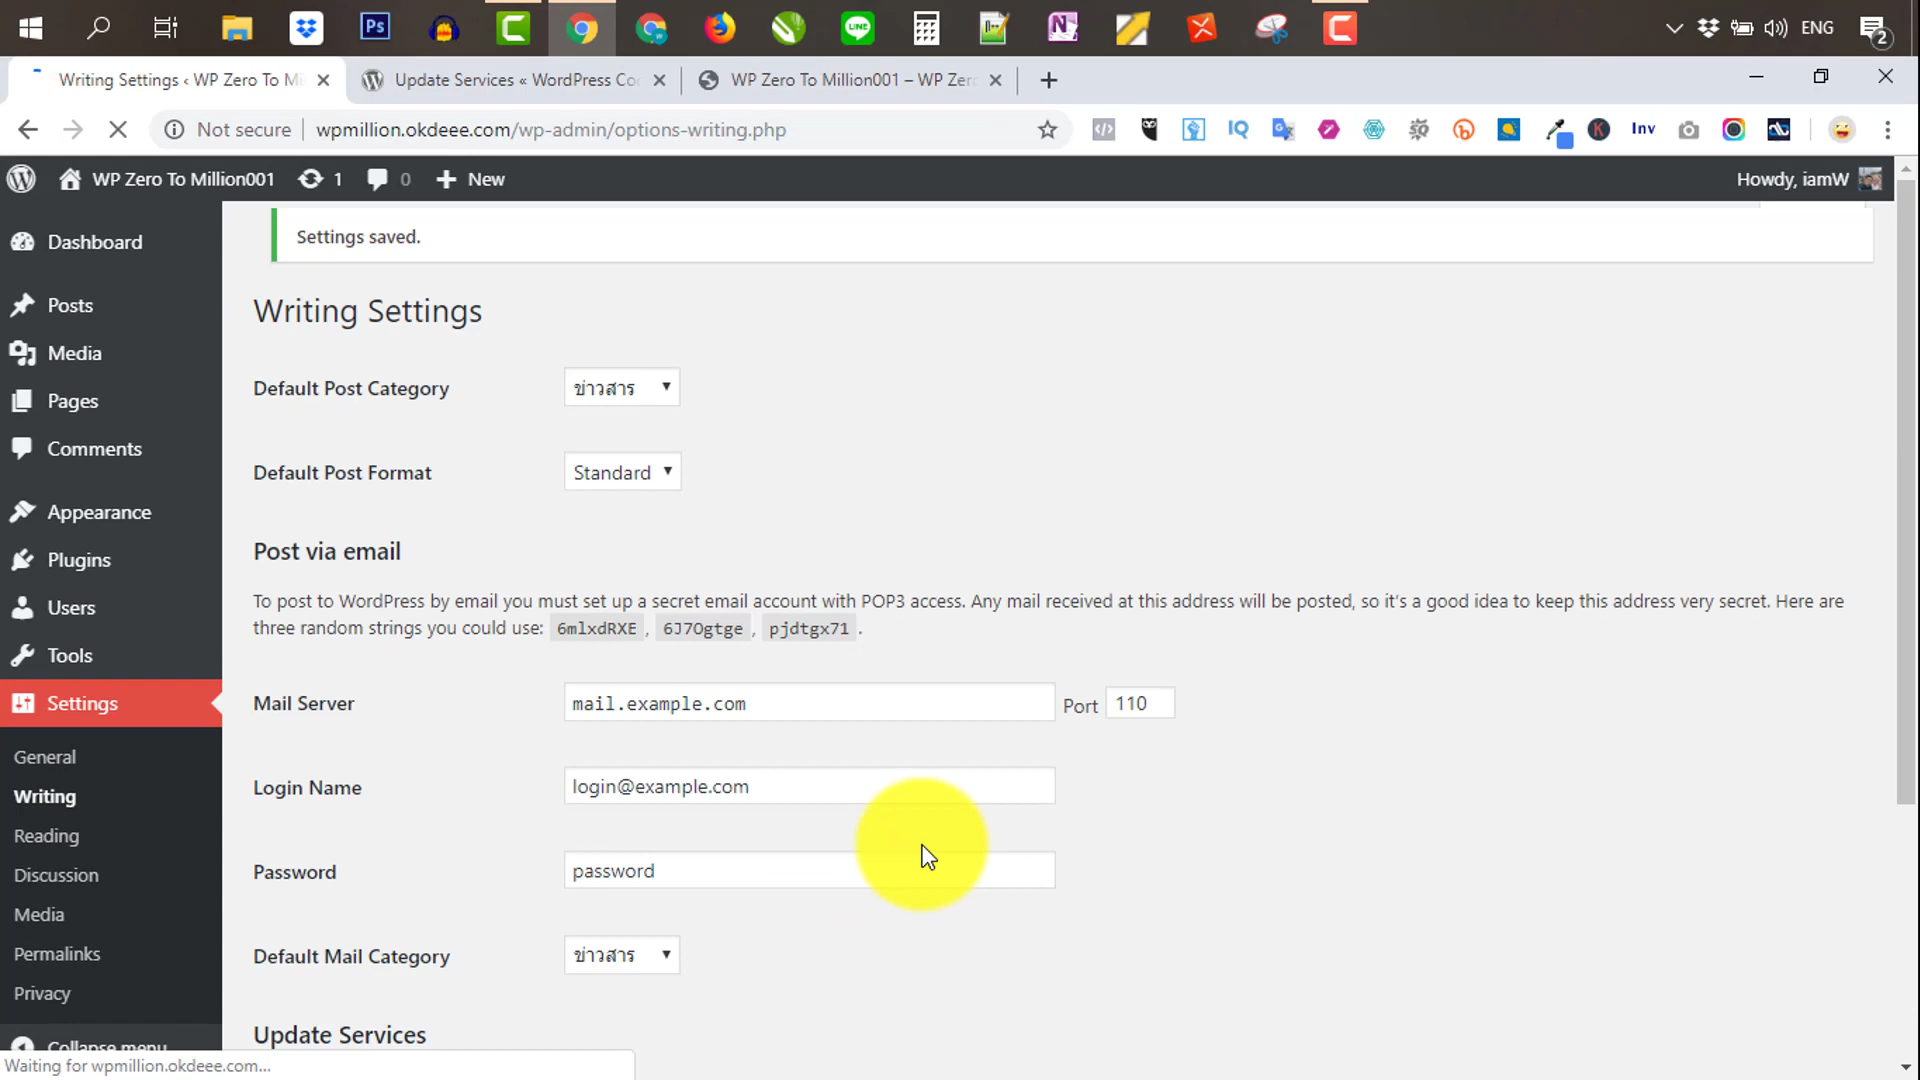 ENG
2
Writing Settings ‹ WP Zero To Mi
Update Services « WordPress Co
WP Zero To Million001 – WP Zer
Not secure
wpmillion.okdeee.com/wp-admin/options-writing.php
IQ
Inv
WP Zero To Million001
1
0
New
Howdy, iamW
Dashboard
Posts
Media
Pages
Comments
Appearance
Plugins
Users
Tools
Settings
General
Writing
Reading
Discussion
Media
Permalinks
Privacy
Collapse menu
Settings saved.
Writing Settings
Default Post Category
ข่าวสาร
Default Post Format
Standard
Post via email
To post to WordPress by email you must set up a secret email account with POP3 access. Any mail received at this address will be posted, so it's a good idea to keep this address very secret. Here are
three random strings you could use: 6mlxdRXE , 6J7Ogtge , pjdtgx71 .
Mail Server
mail.example.com
Port
110
Login Name
login@example.com
Password
password
Default Mail Category
ข่าวสาร
Update Services
Waiting for wpmillion.okdeee.com...